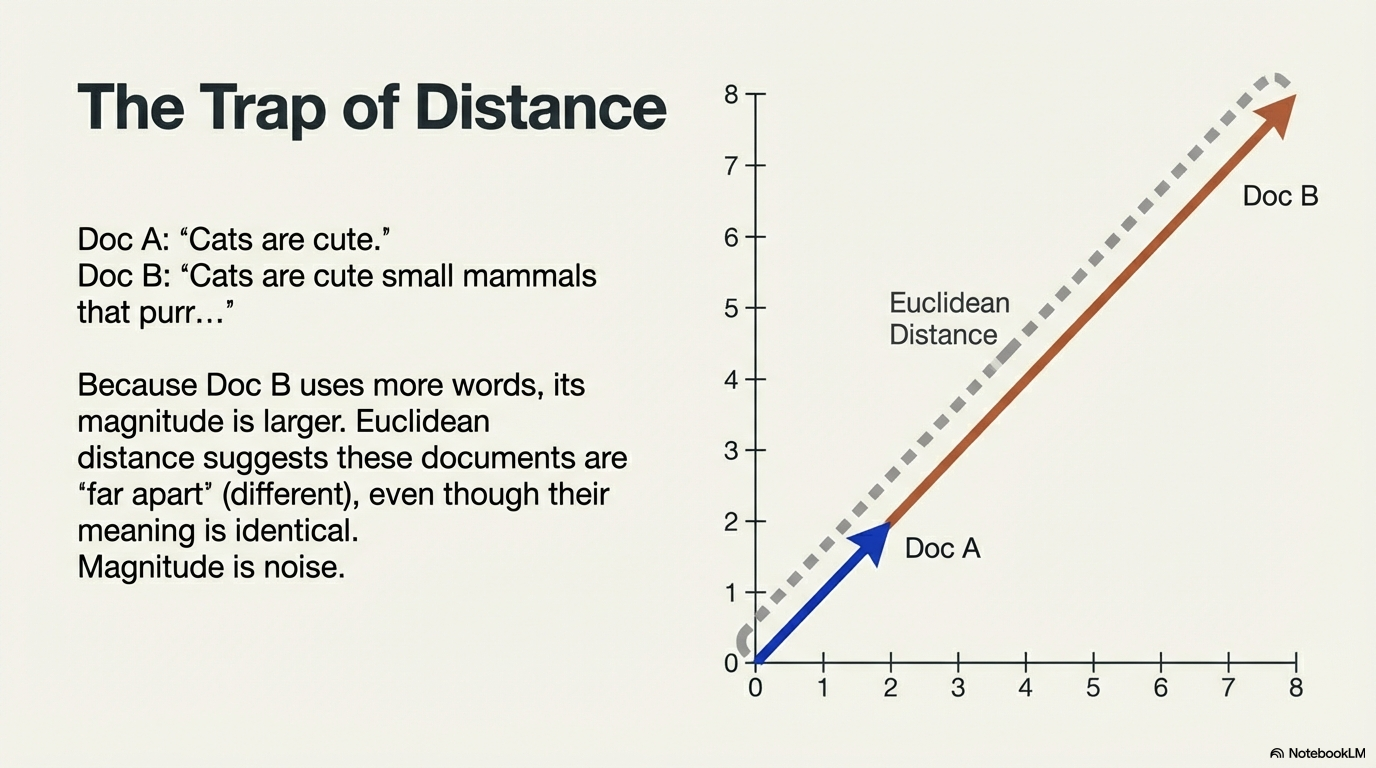 The Trap of Distance
Doc A: “Cats are cute.”
Doc B: “Cats are cute small mammals
that purr…”
Because Doc B uses more words, its
magnitude is larger. Euclidean
distance suggests these documents are
“far apart” (different), even though their
meaning is identical.
Magnitude is noise.
8
7
6
5
4
3
2
1
0
Euclidean
Distance
Doc B
Doc A
0 1 2 3 4 5 6 7 8
NotebookLM